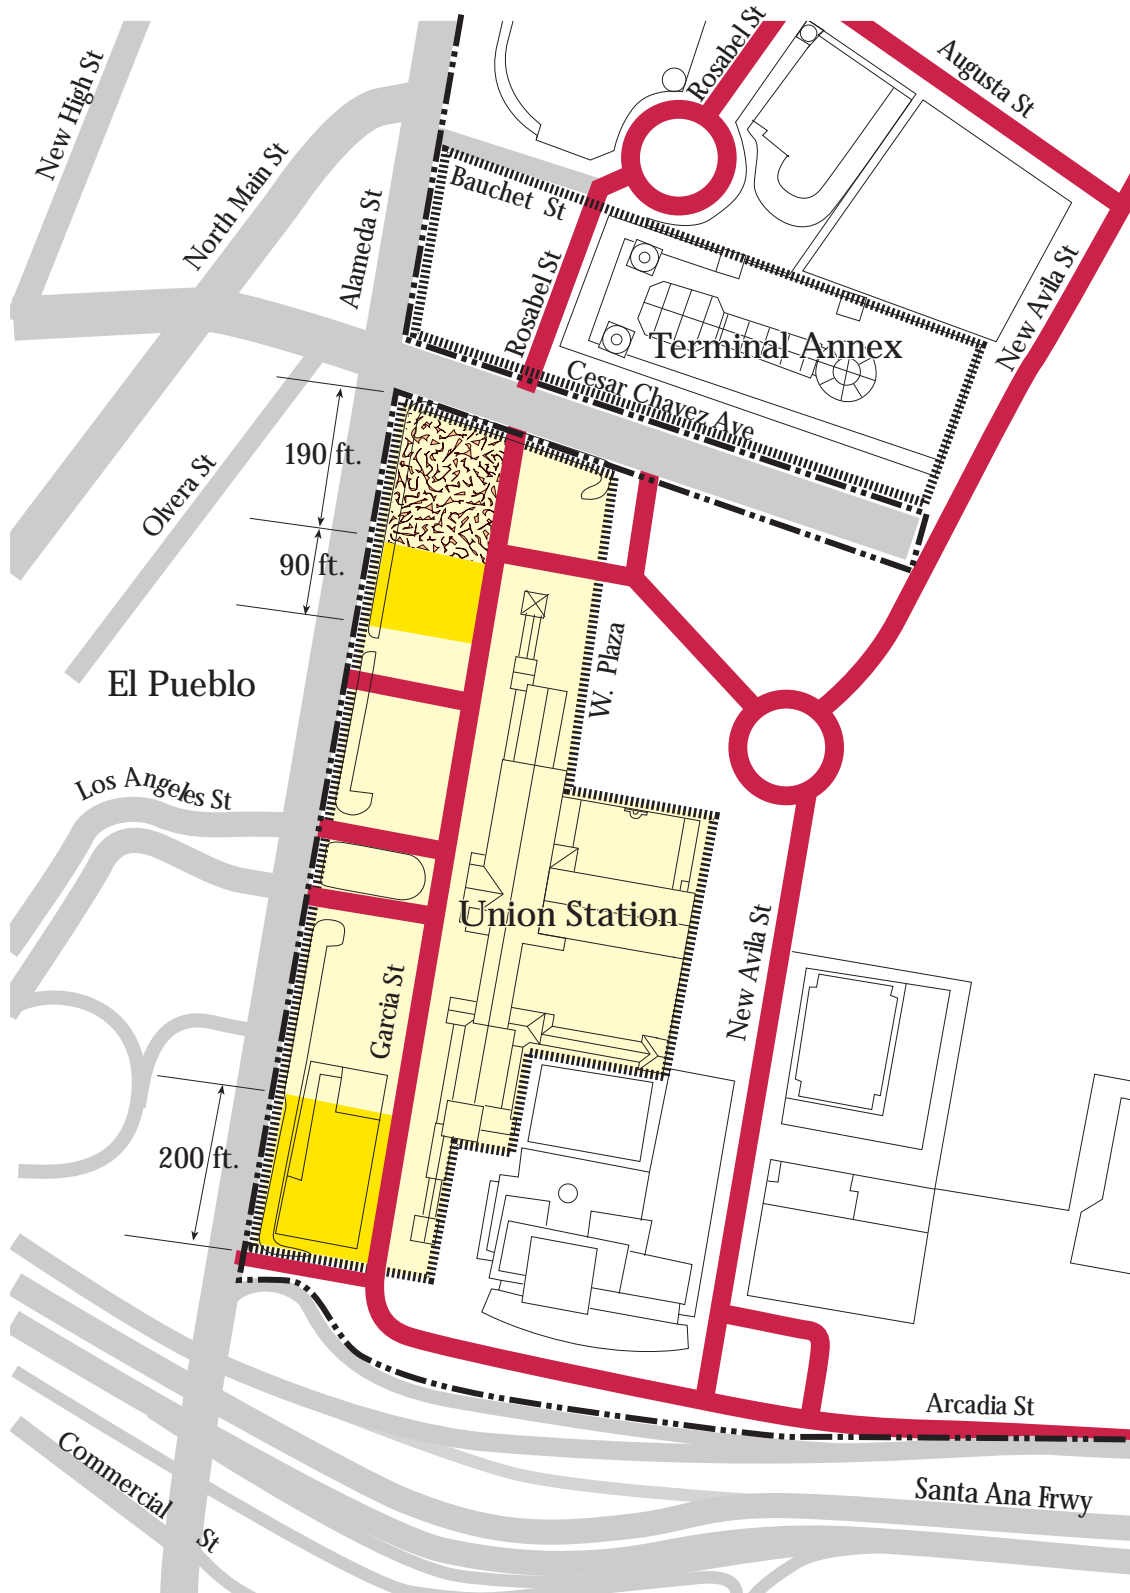 Rosabel St
Augusta St
New High St
North Main St
Alameda St
Bauchet St
Rosabel St
New Avila St
Terminal Annex
Cesar Chavez Ave
190 ft.
Olvera St
90 ft.
W. Plaza
El Pueblo
Los Angeles St
Union Station
New Avila St
Garcia St
200 ft.
Arcadia St
Santa Ana Frwy
Commercial St